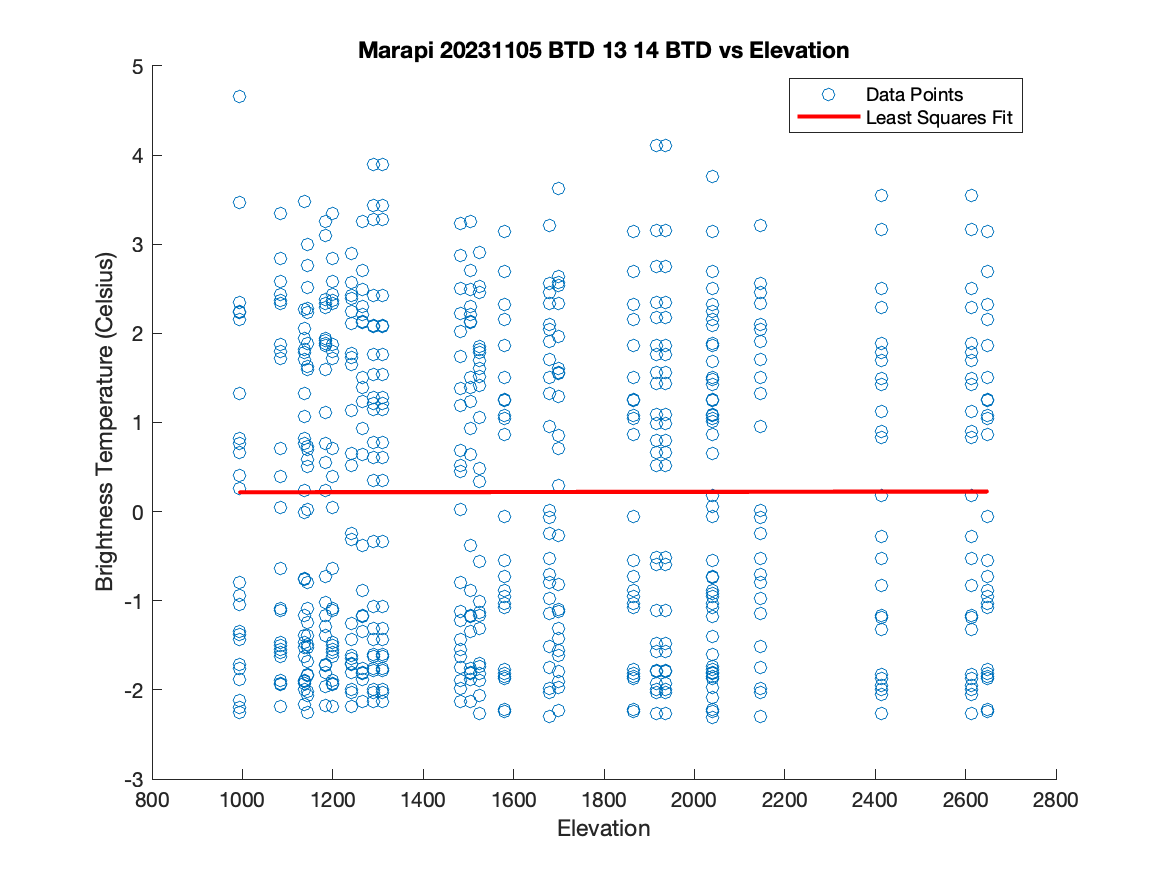 Marapi 20231105 BTD 13 14 BTD vs Elevation
Data Points
Least Squares Fit
Brightness Temperature (Celsius)
5
4
3
2
1
0
-1
-2
-3
800 1000 1200 1400 1600 1800 2000 2200 2400 2600 2800
Elevation